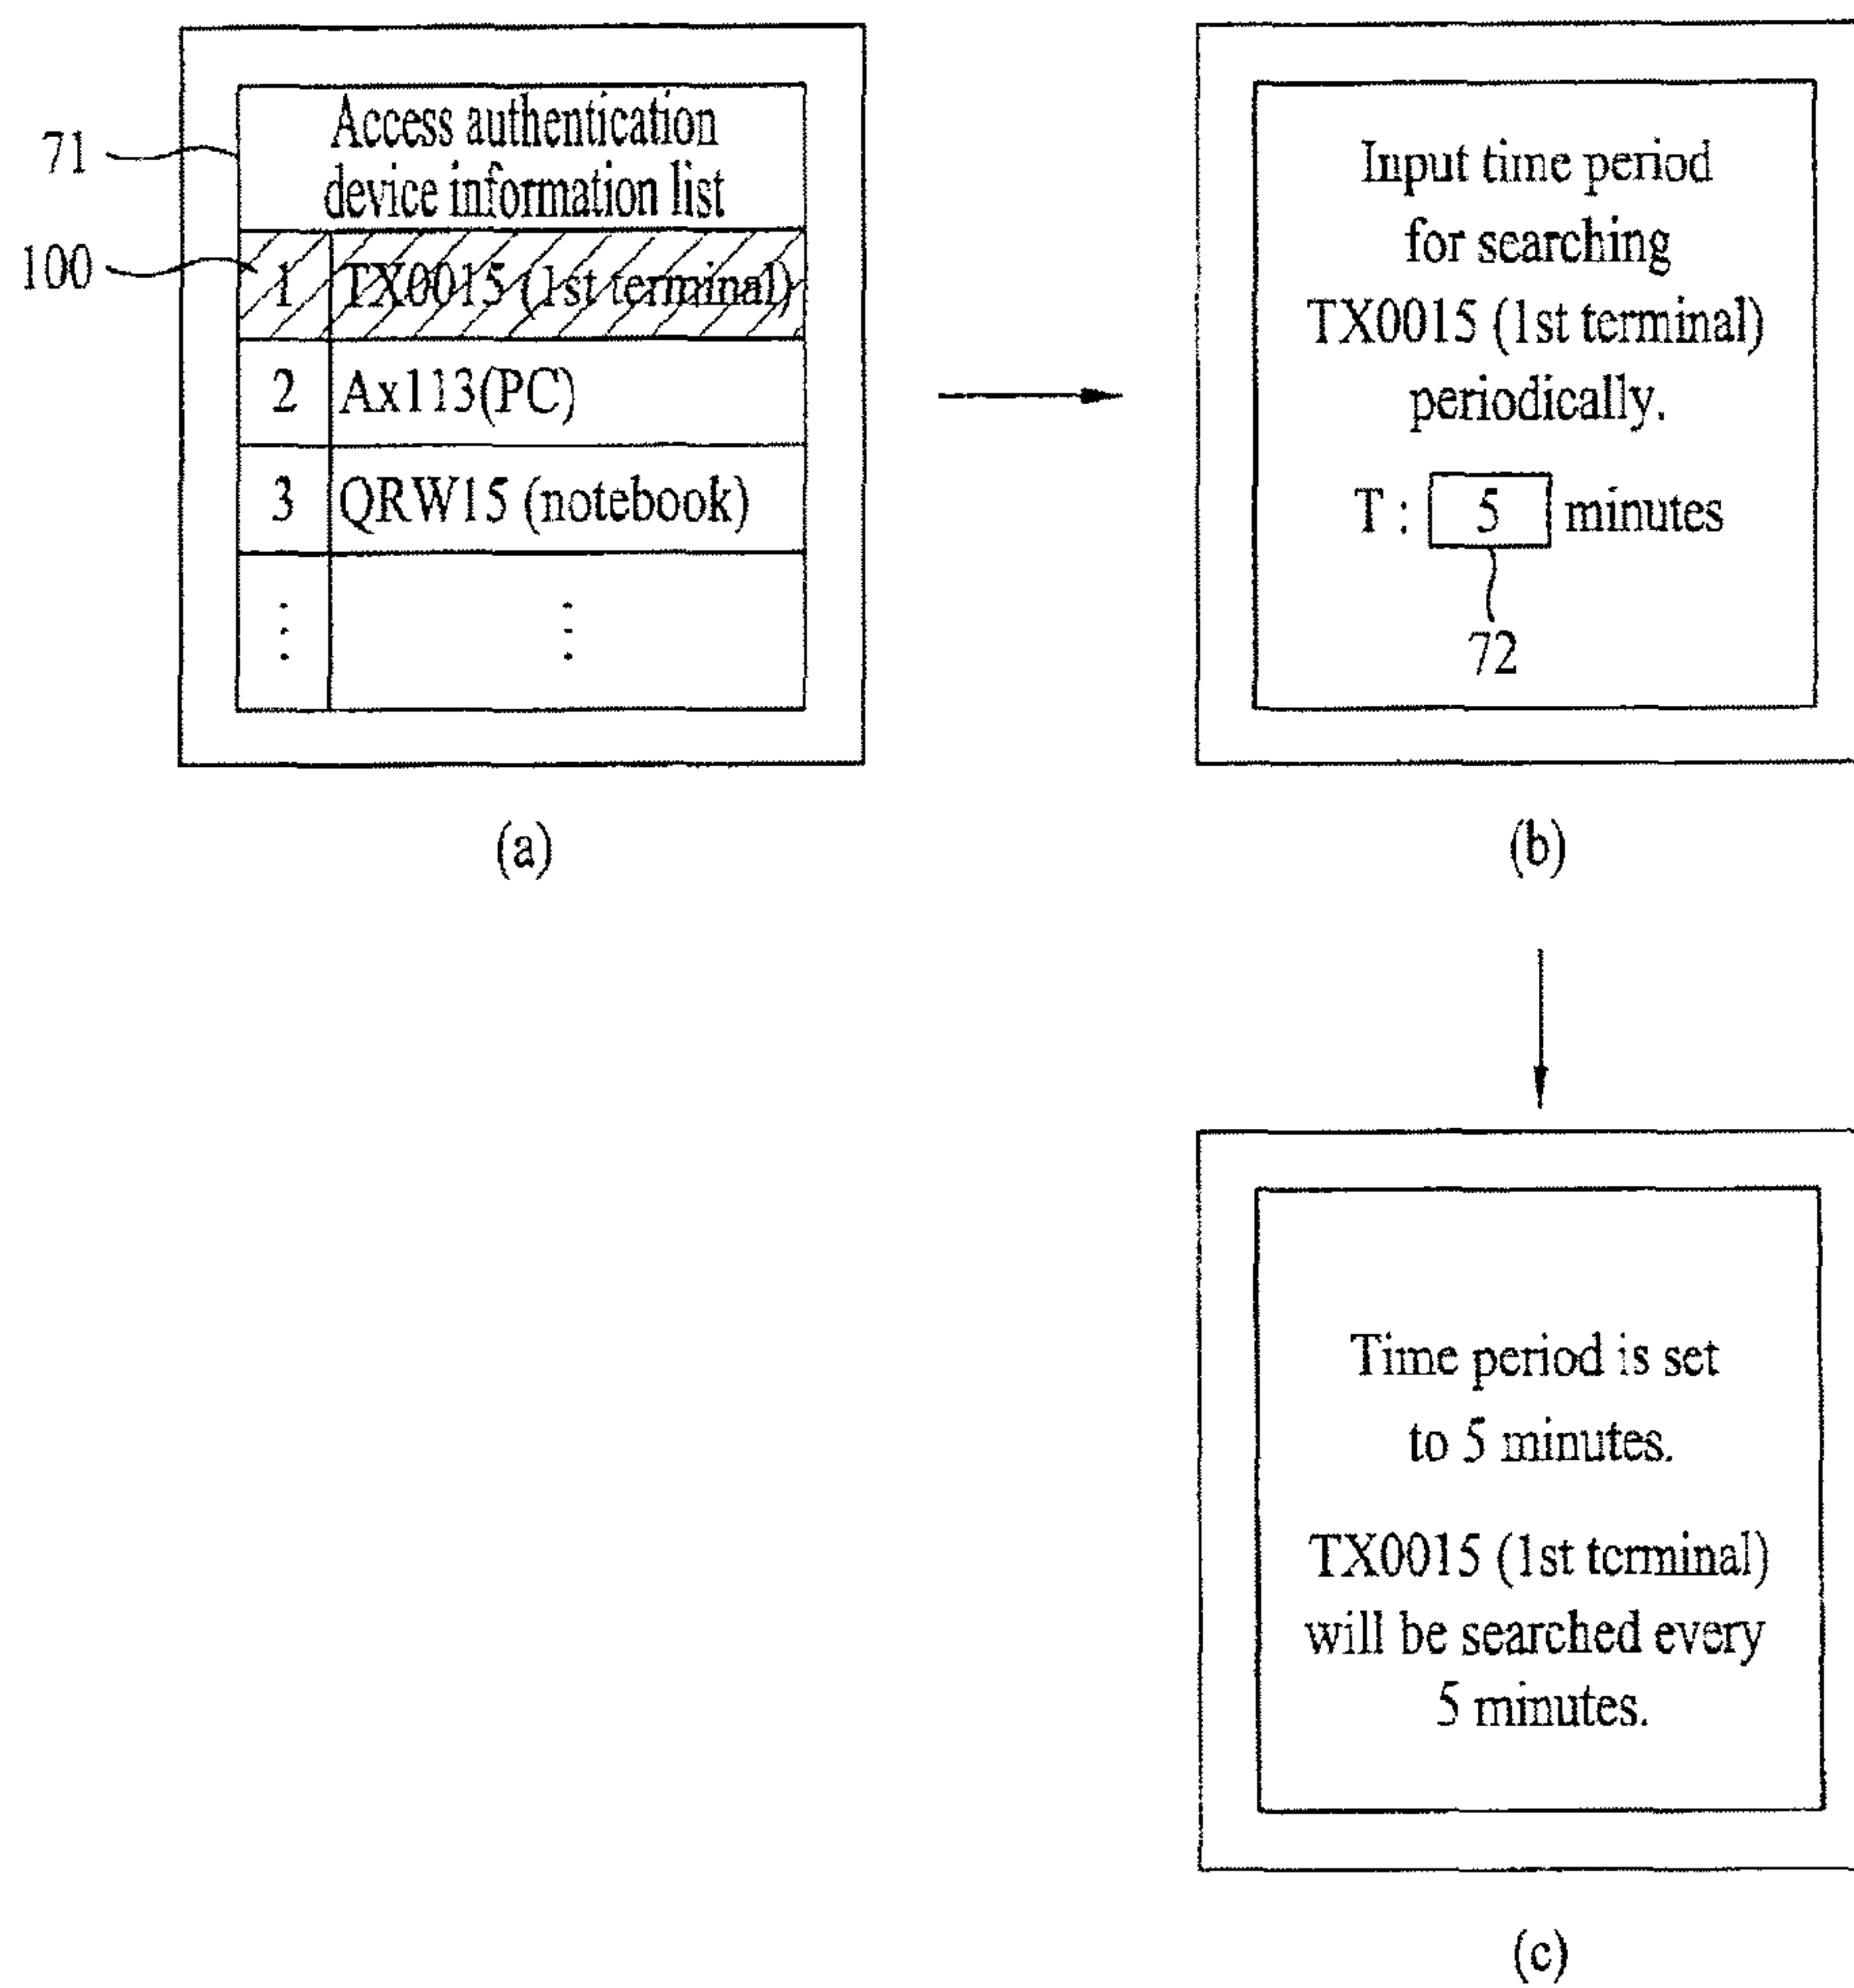 Access authentication
device information list
71
100
1 TX0015 (1st terminal)
2 Ax113(PC)
3 QRW15 (notebook)
(a)
Input time period
for searching
TX0015 (1st terminal)
periodically.
T : 5 minutes
72
(b)
Time period is set
to 5 minutes.
TX0015 (1st terminal)
will be searched every
5 minutes.
(c)